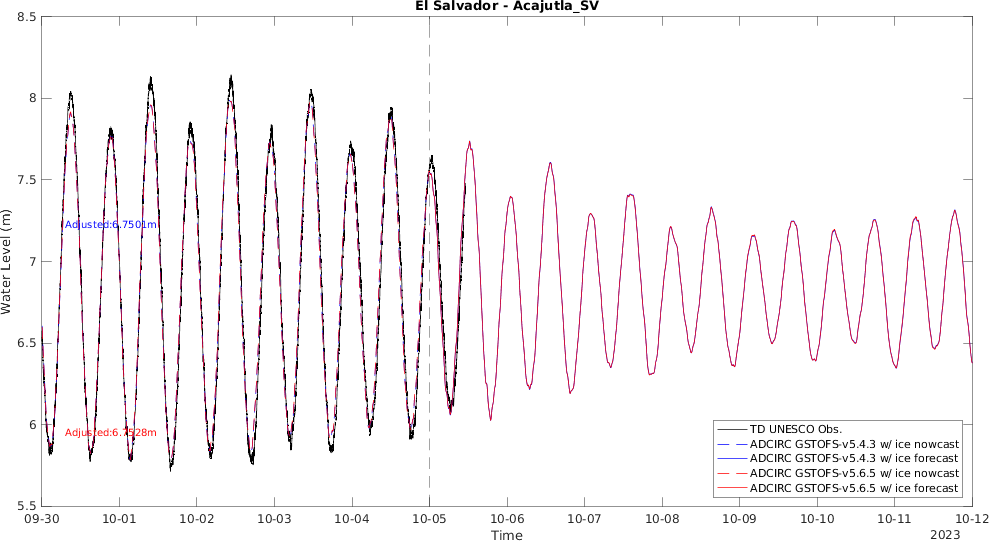 El Salvador - Acajutla_SV
8.5
8
7.5
7
6.5
6
5.5
Water Level (m)
Adjusted:6.7501m
Adjusted:6.7528m
TD UNESCO Obs.
ADCIRC GSTOFS-v5.4.3 w/ ice nowcast
ADCIRC GSTOFS-v5.4.3 w/ ice forecast
ADCIRC GSTOFS-v5.6.5 w/ ice nowcast
ADCIRC GSTOFS-v5.6.5 w/ ice forecast
09-30 10-01 10-02 10-03 10-04 10-05 10-06 10-07 10-08 10-09 10-10 10-11 10-12
Time
2023